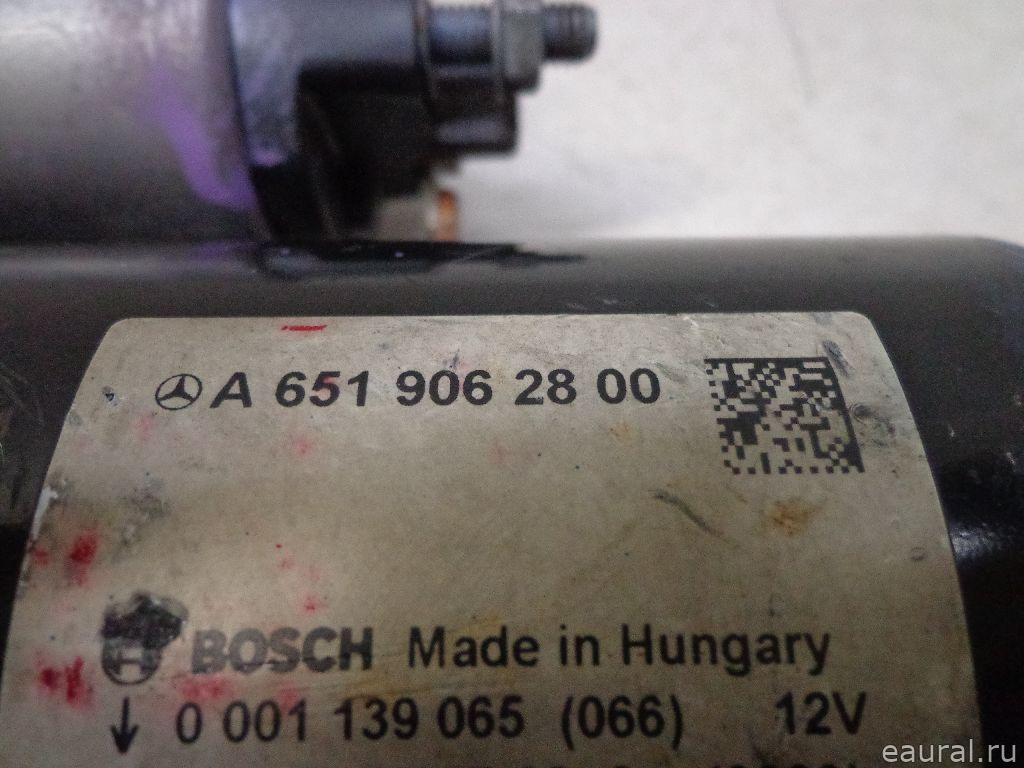 A 651 906 28 00
BOSCH Made in Hungary
0 001 139 065 (066) 12V
eaural.ru